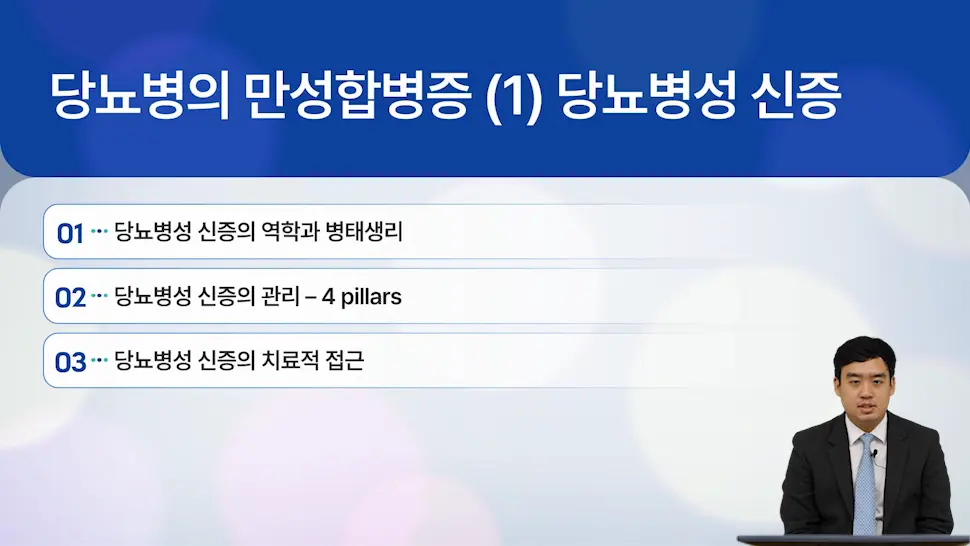 당뇨병의 만성합병증 (1) 당뇨병성 신증
01 ··· 당뇨병성 신증의 역학과 병태생리
02 ··· 당뇨병성 신증의 관리 – 4 pillars
03 ··· 당뇨병성 신증의 치료적 접근